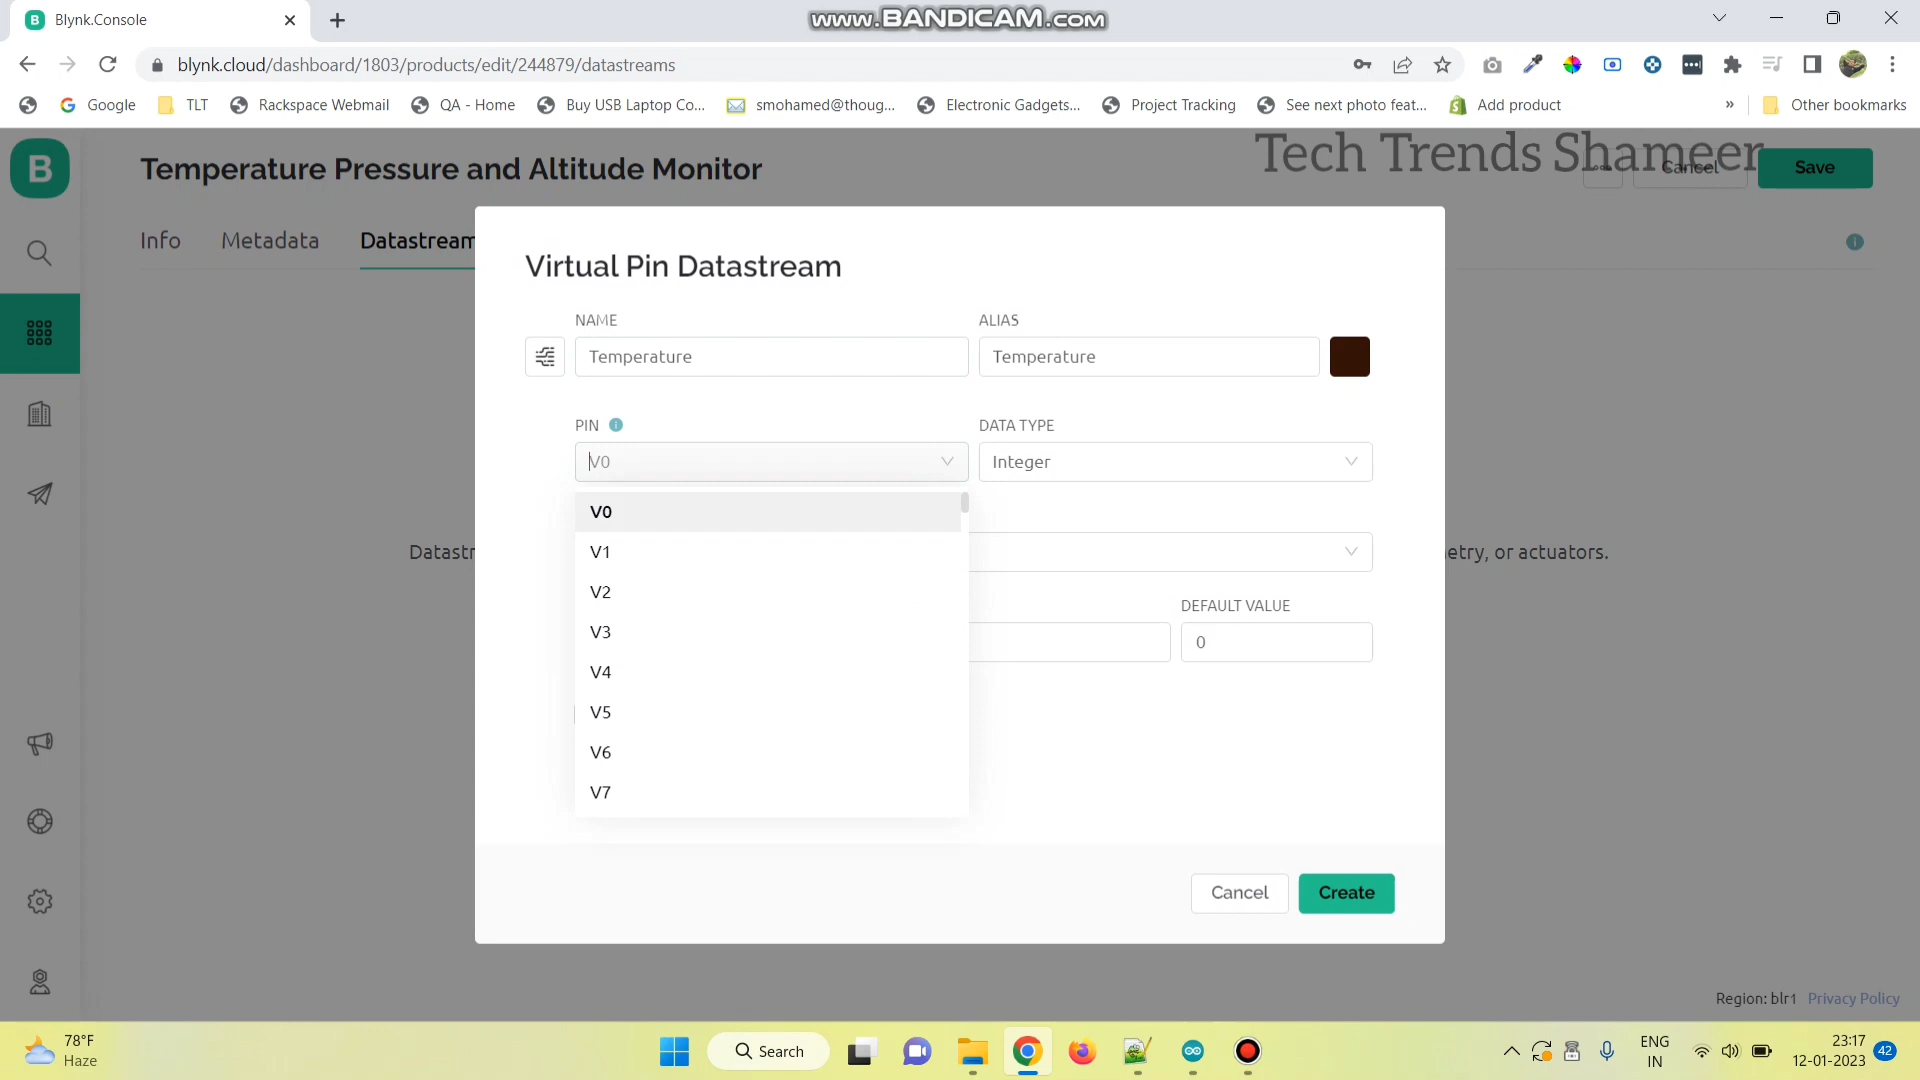 Blynk.Console
www.BANDICAM.com
blynk.cloud/dashboard/1803/products/edit/244879/datastreams
Google
TLT
Rackspace Webmail
QA - Home
Buy USB Laptop Co...
smohamed@thoug...
Electronic Gadgets...
Project Tracking
See next photo feat...
Add product
»
Other bookmarks
B
Temperature Pressure and Altitude Monitor
Tech Trends Shameer
Cancel
Save
Info
Metadata
Datastream
Virtual Pin Datastream
NAME
ALIAS
Temperature
Temperature
PIN
DATA TYPE
V0
Integer
V0
V1
Datastr
etry, or actuators.
V2
DEFAULT VALUE
V3
0
V4
V5
V6
V7
Cancel
Create
Region: blr1 Privacy Policy
78°F
Haze
Search
ENG
IN
23:17
12-01-2023
42